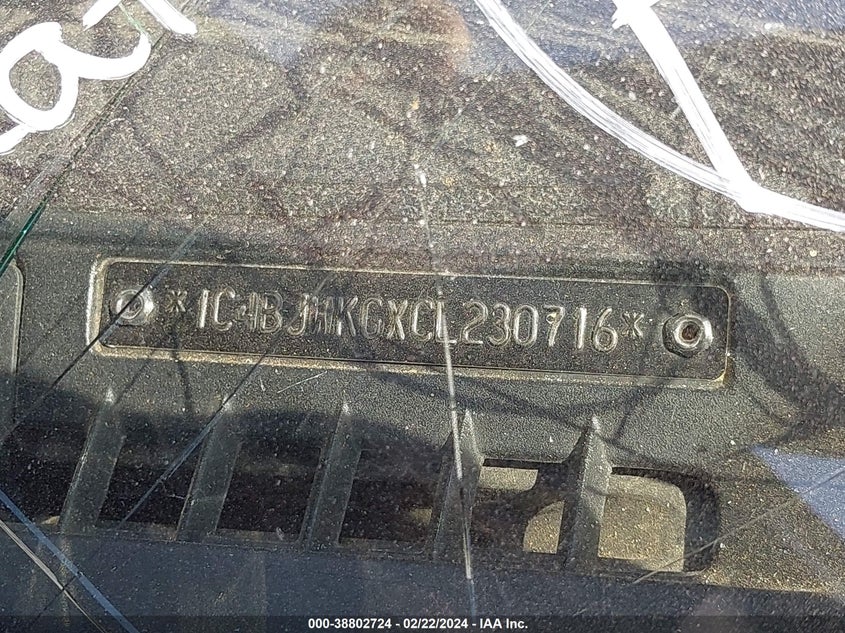 *1C4BJWKGXCL230716*
000-38802724 - 02/22/2024 - IAA Inc.